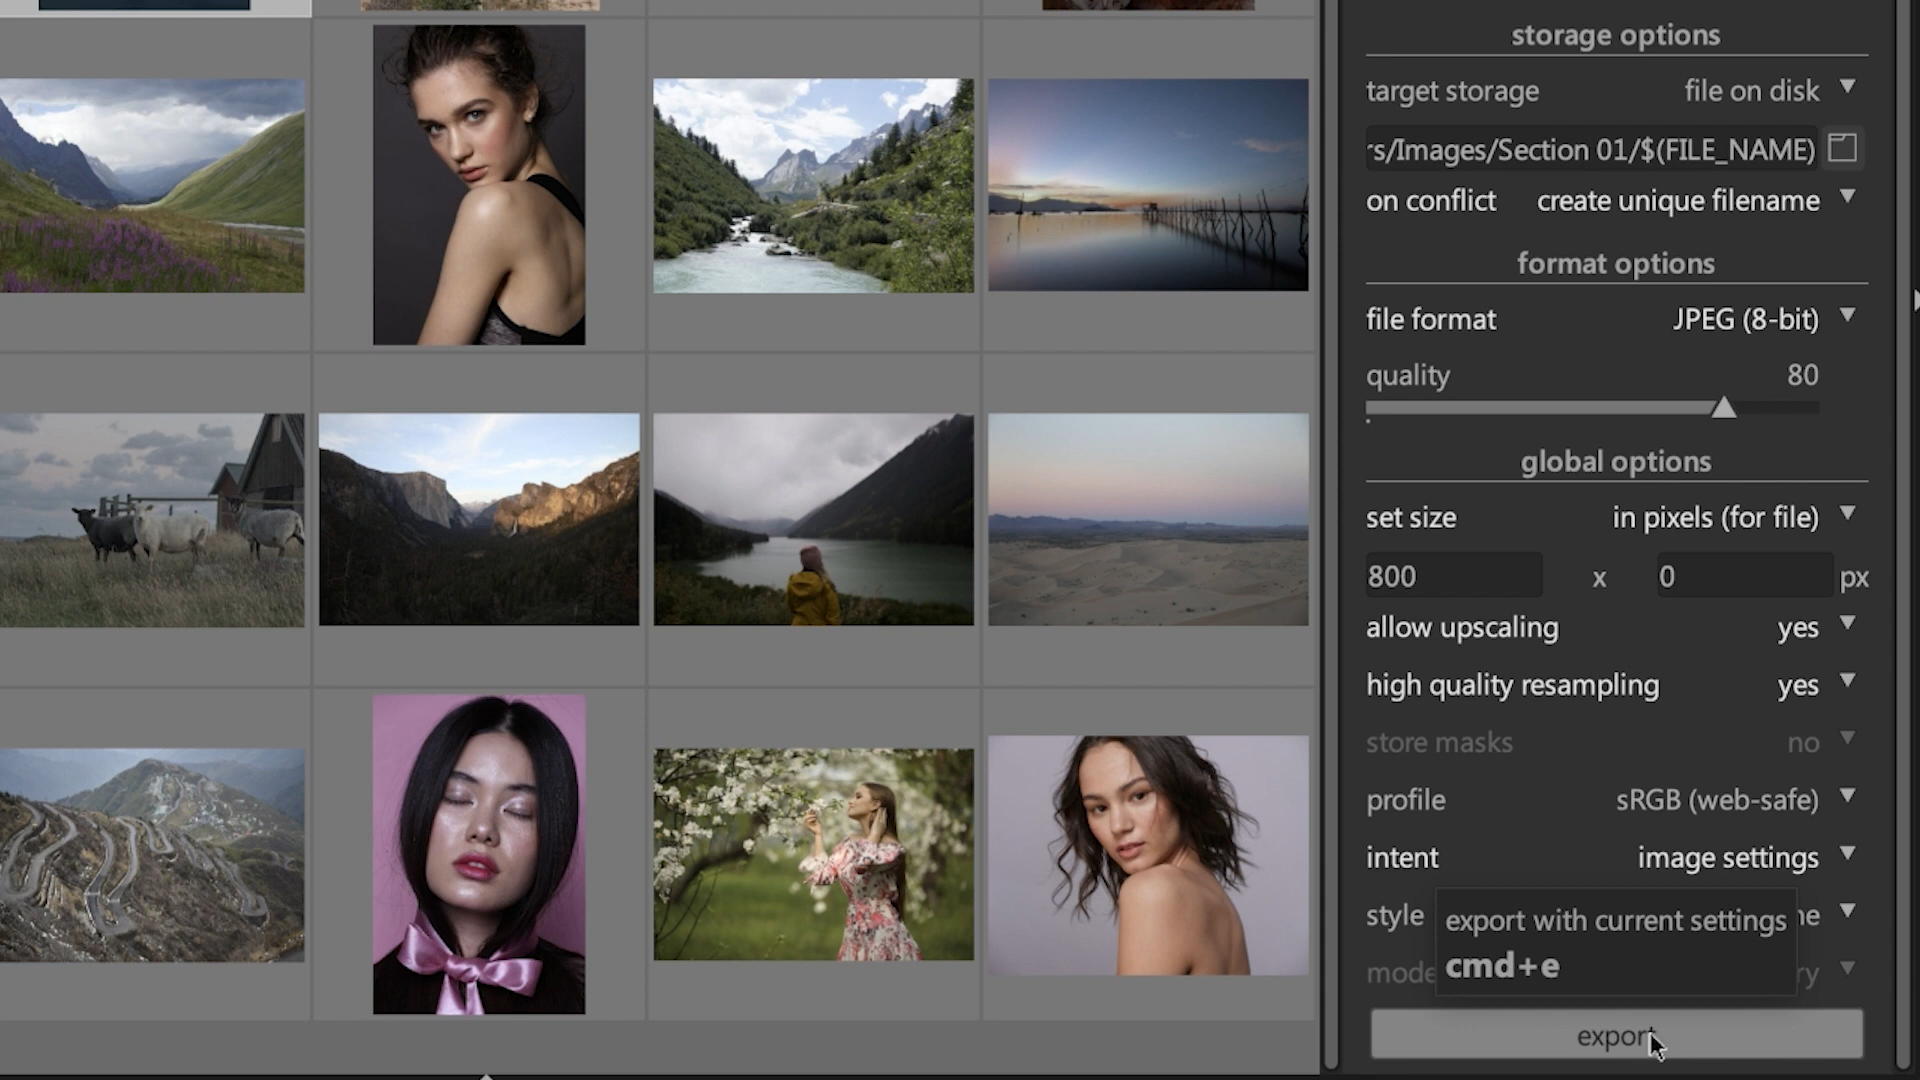 storage options
target storage file on disk
s/Images/Section 01/$(FILE_NAME)
on conflict create unique filename
format options
file format JPEG (8-bit)
quality 80
global options
set size in pixels (for file)
800 x 0 px
allow upscaling yes
high quality resampling yes
store masks no
profile sRGB (web-safe)
intent image settings
style
export with current settings
cmd+e
mode
export